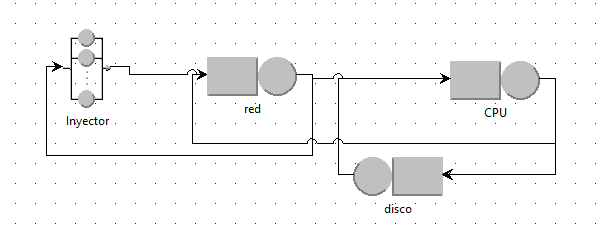 Inyector
red
CPU
disco